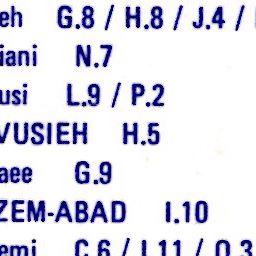 eh G.8 / H.8 / J.4 /
iani N.7
usi L.9 / P.2
VUSIEH H.5
aee G.9
ZEM-ABAD I.10
emi C.6 / I.11 / O.3